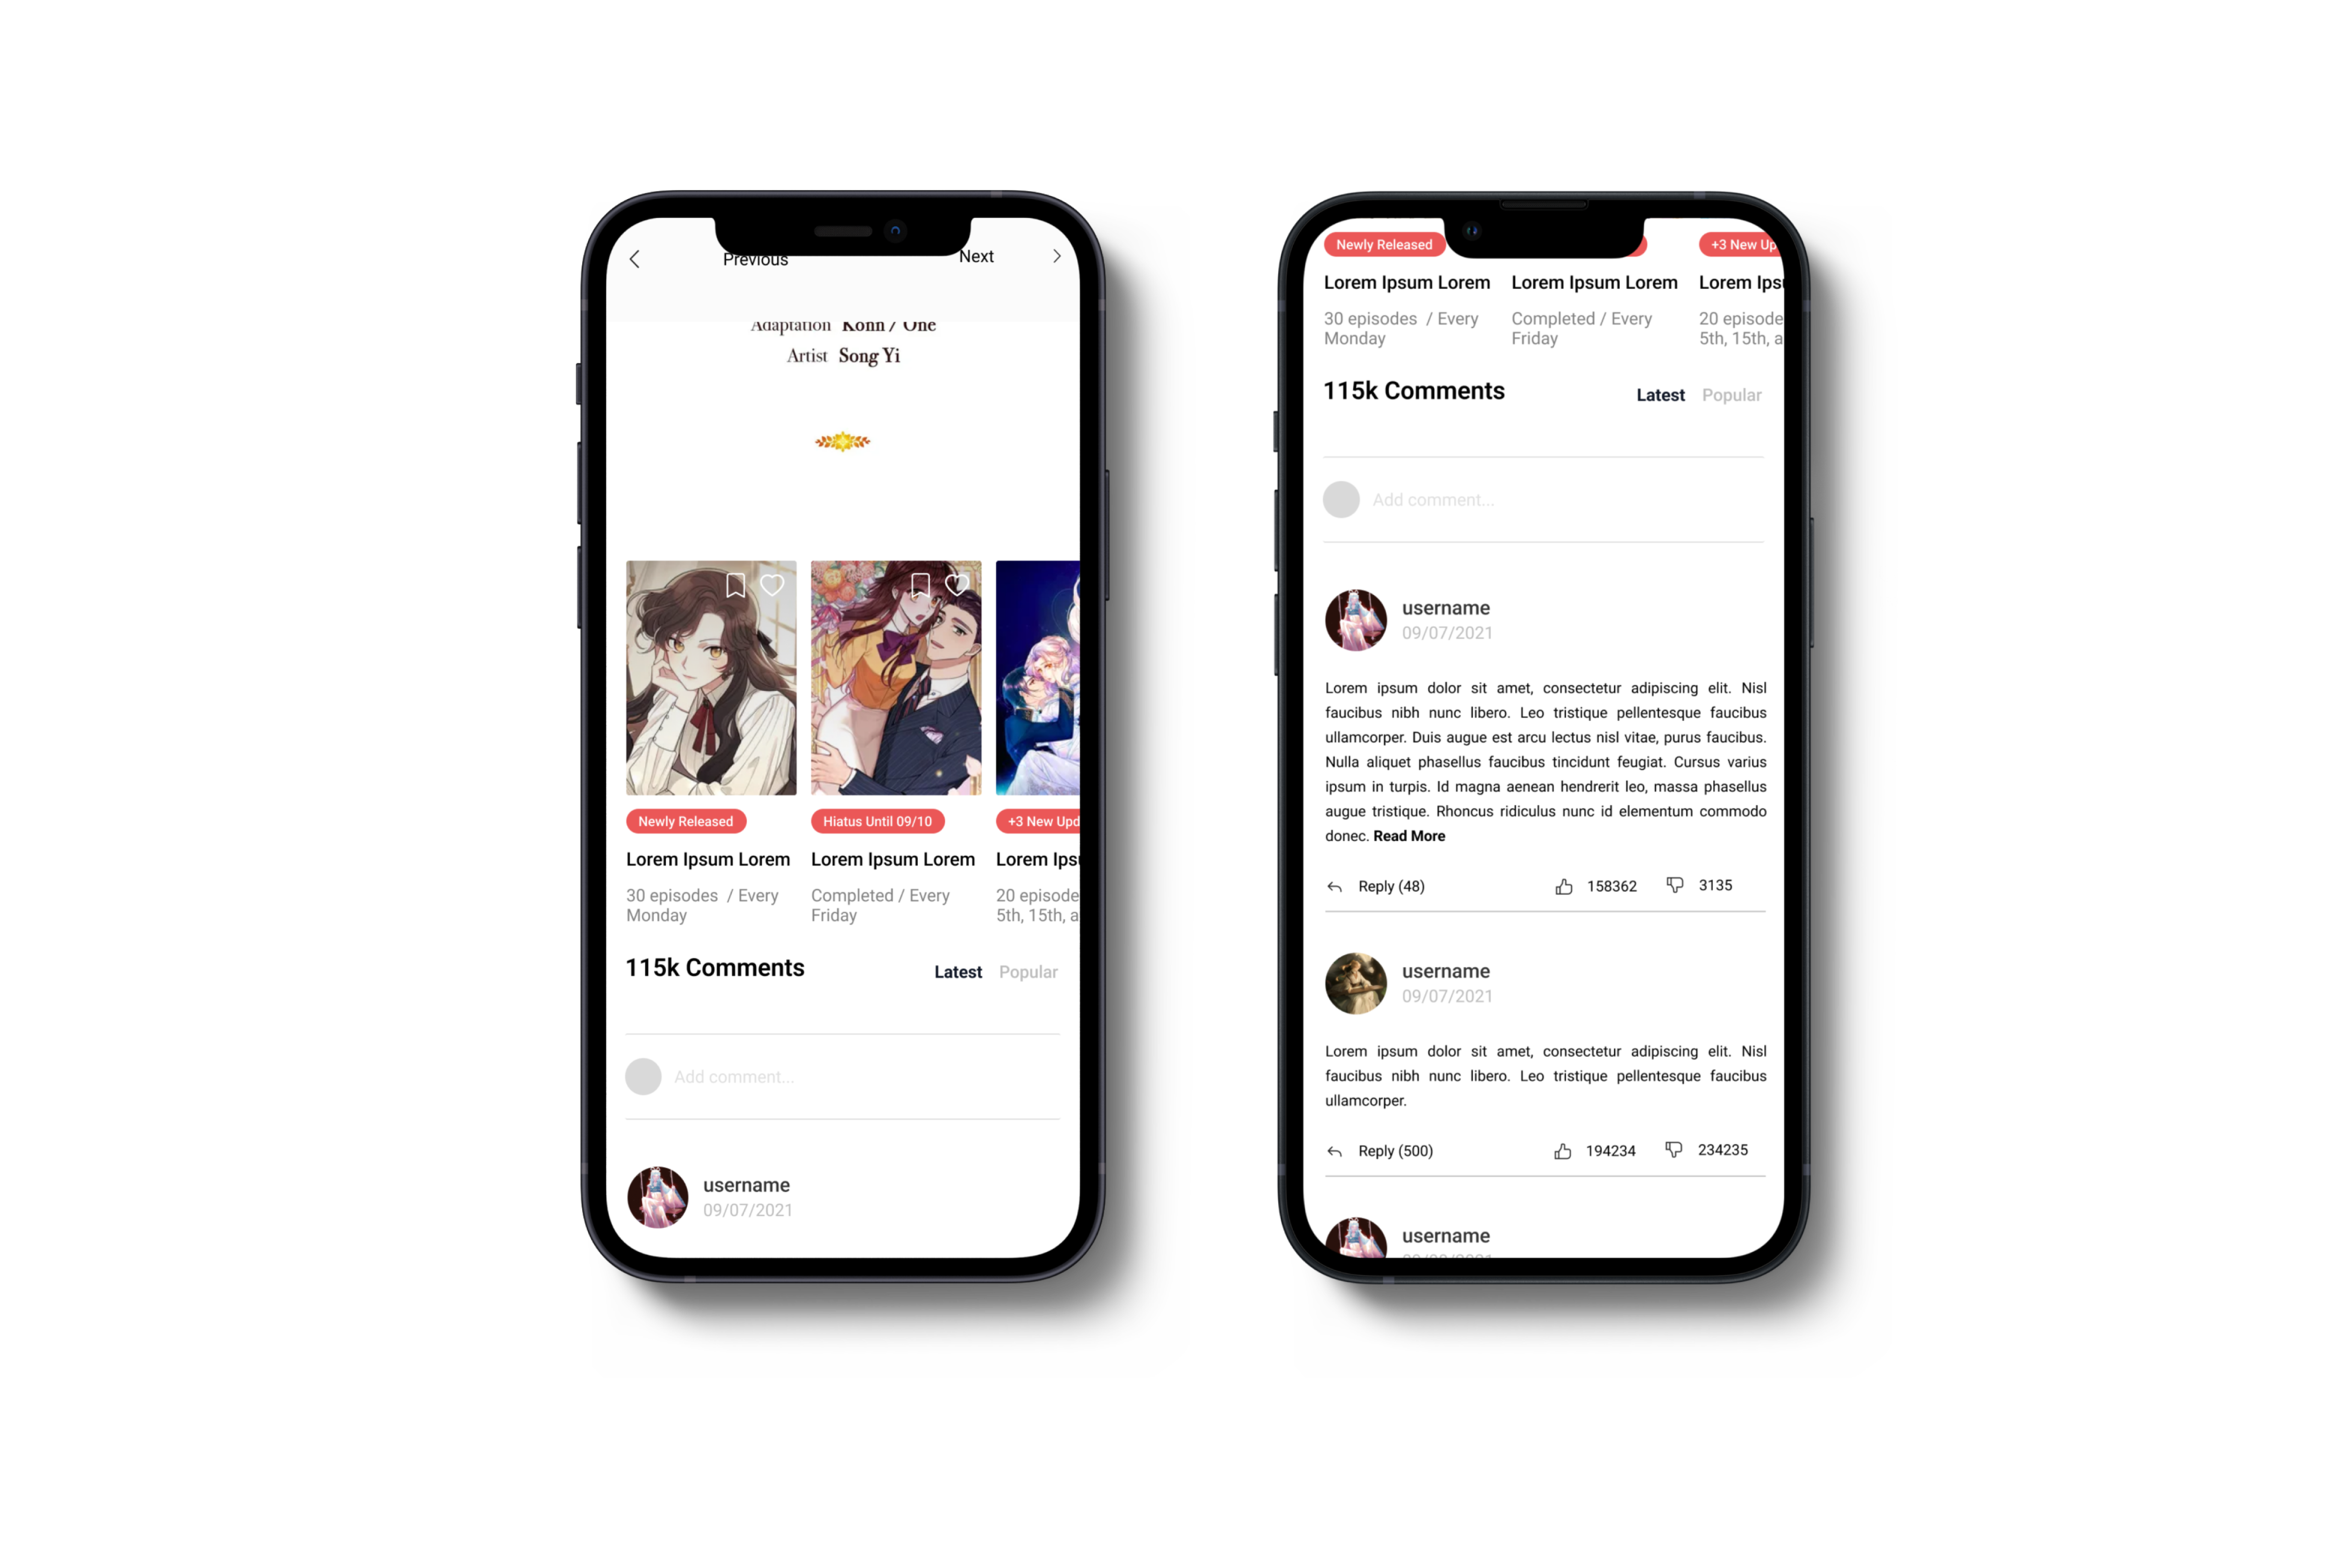 Previous
Next
Adaptation Konn / One
Artist Song Yi
Newly Released
Hiatus Until 09/10
+3 New Upd
Lorem Ipsum Lorem
Lorem Ipsum Lorem
Lorem Ips
30 episodes / Every
Monday
Completed / Every
Friday
20 episode
5th, 15th, a
115k Comments
Latest
Popular
Add comment...
username
09/07/2021
Newly Released
+3 New Up
Lorem Ipsum Lorem
Lorem Ipsum Lorem
Lorem Ips
30 episodes / Every
Monday
Completed / Every
Friday
20 episode
5th, 15th, a
115k Comments
Latest
Popular
Add comment...
username
09/07/2021
Lorem ipsum dolor sit amet, consectetur adipiscing elit. Nisl
faucibus nibh nunc libero. Leo tristique pellentesque faucibus
ullamcorper. Duis augue est arcu lectus nisl vitae, purus faucibus.
Nulla aliquet phasellus faucibus tincidunt feugiat. Cursus varius
ipsum in turpis. Id magna aenean hendrerit leo, massa phasellus
augue tristique. Rhoncus ridiculus nunc id elementum commodo
donec. Read More
Reply (48)
158362
3135
username
09/07/2021
Lorem ipsum dolor sit amet, consectetur adipiscing elit. Nisl
faucibus nibh nunc libero. Leo tristique pellentesque faucibus
ullamcorper.
Reply (500)
194234
234235
username